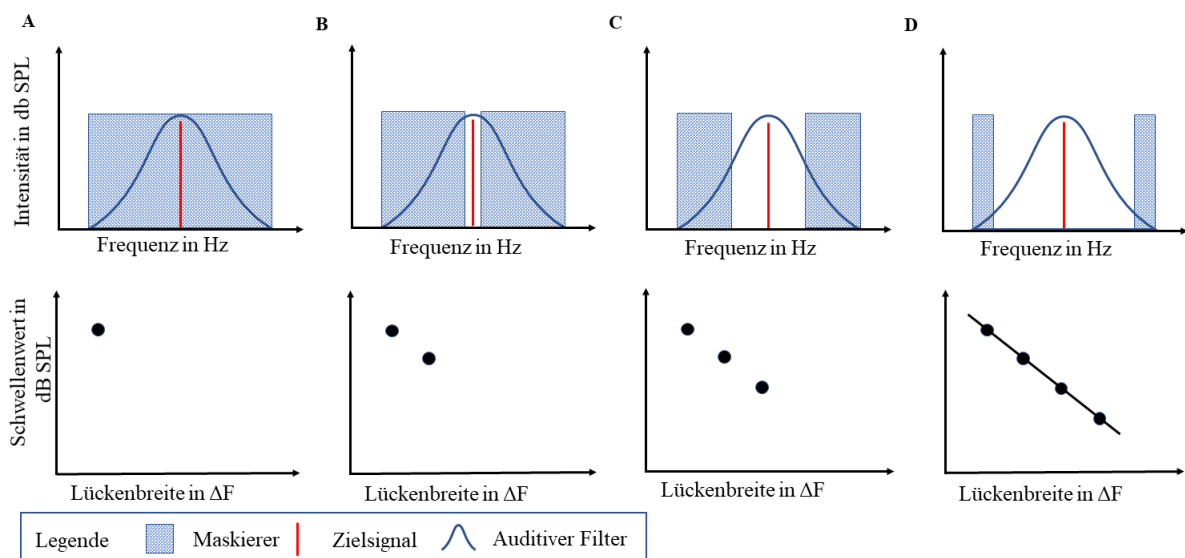 A
B
C
D
Intensität in db SPL
Frequenz in Hz
Frequenz in Hz
Frequenz in Hz
Frequenz in Hz
Schwellenwert in
dB SPL
Lückenbreite in ΔF
Lückenbreite in ΔF
Lückenbreite in ΔF
Lückenbreite in ΔF
Legende Maskierer Zielsignal Auditiver Filter